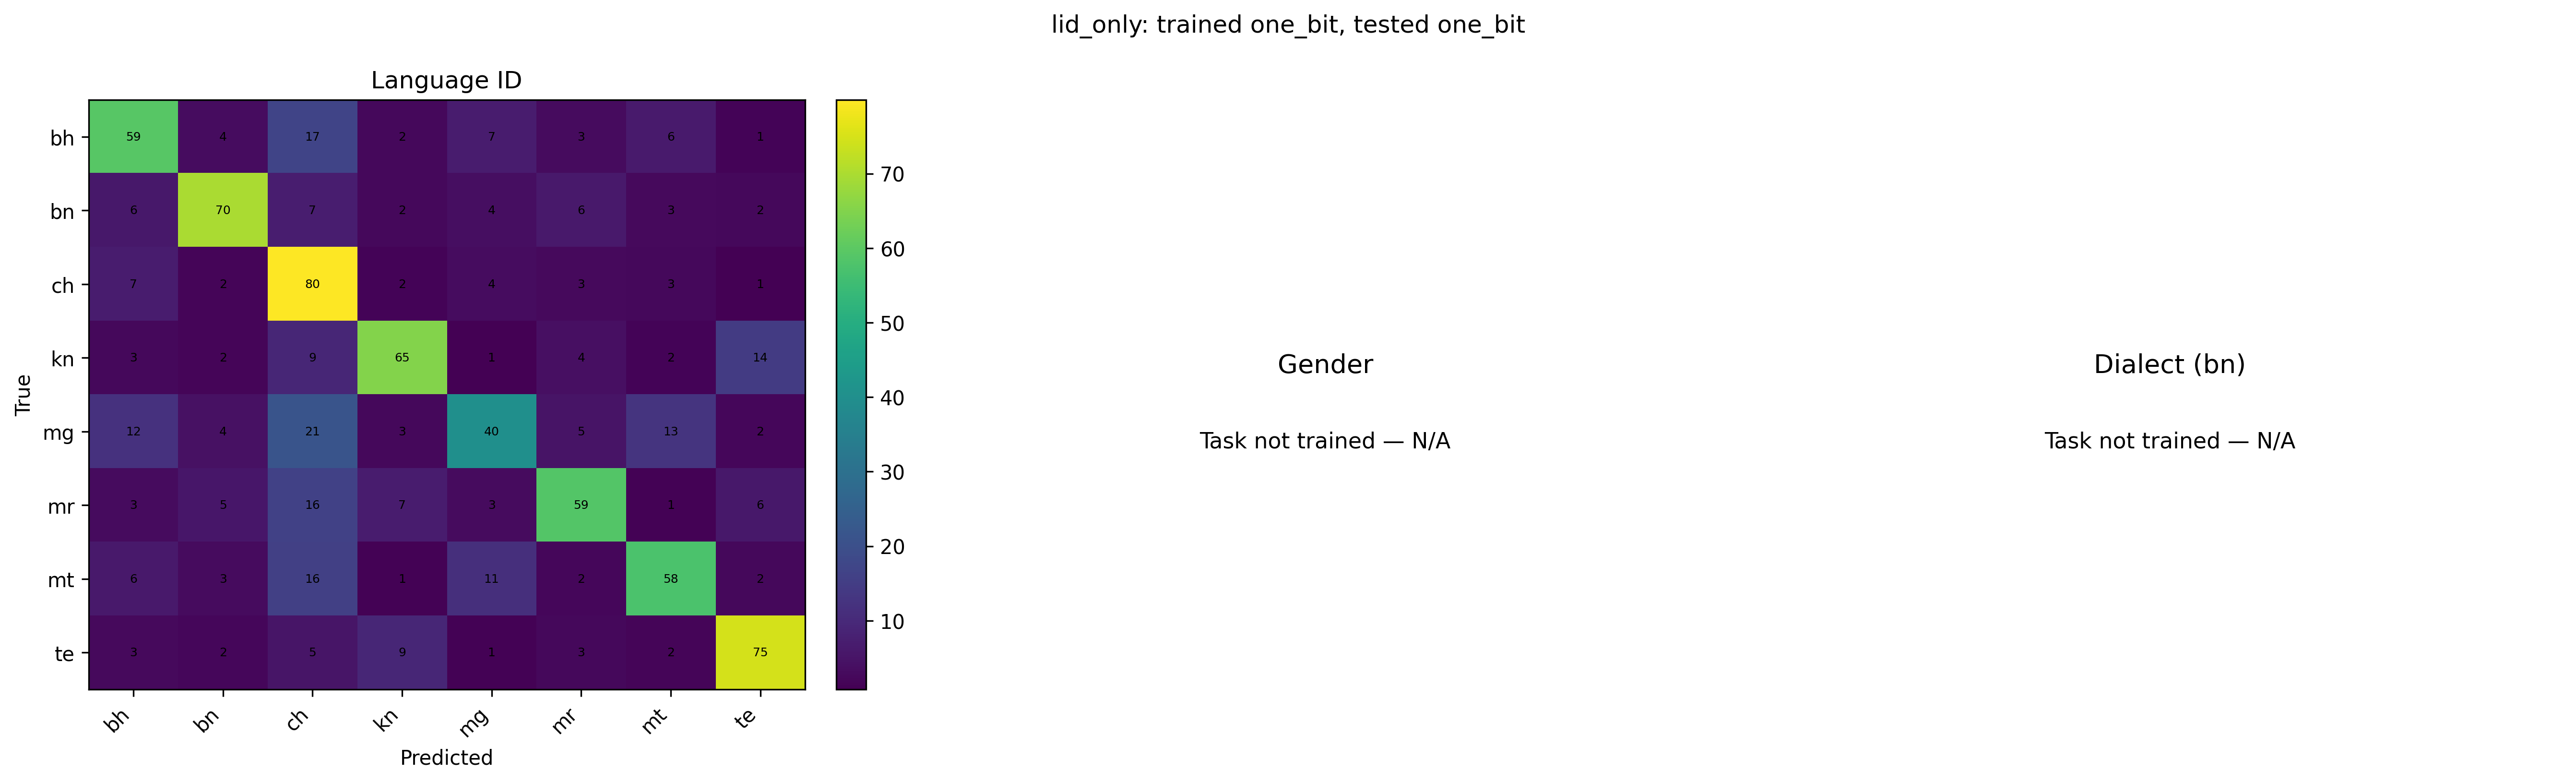 lid_only: trained one_bit, tested one_bit
Language ID
bh 59 4 17 2 7 3 6 1
bn 6 70 7 2 4 6 3 2
ch 7 2 80 2 4 3 3 1
kn 3 2 9 65 1 4 2 14
mg 12 4 21 3 40 5 13 2
mr 3 5 16 7 3 59 1 6
mt 6 3 16 1 11 2 58 2
te 3 2 5 9 1 3 2 75
bh bn ch kn mg mr mt te
Predicted
True
70
60
50
40
30
20
10
Gender
Task not trained — N/A
Dialect (bn)
Task not trained — N/A